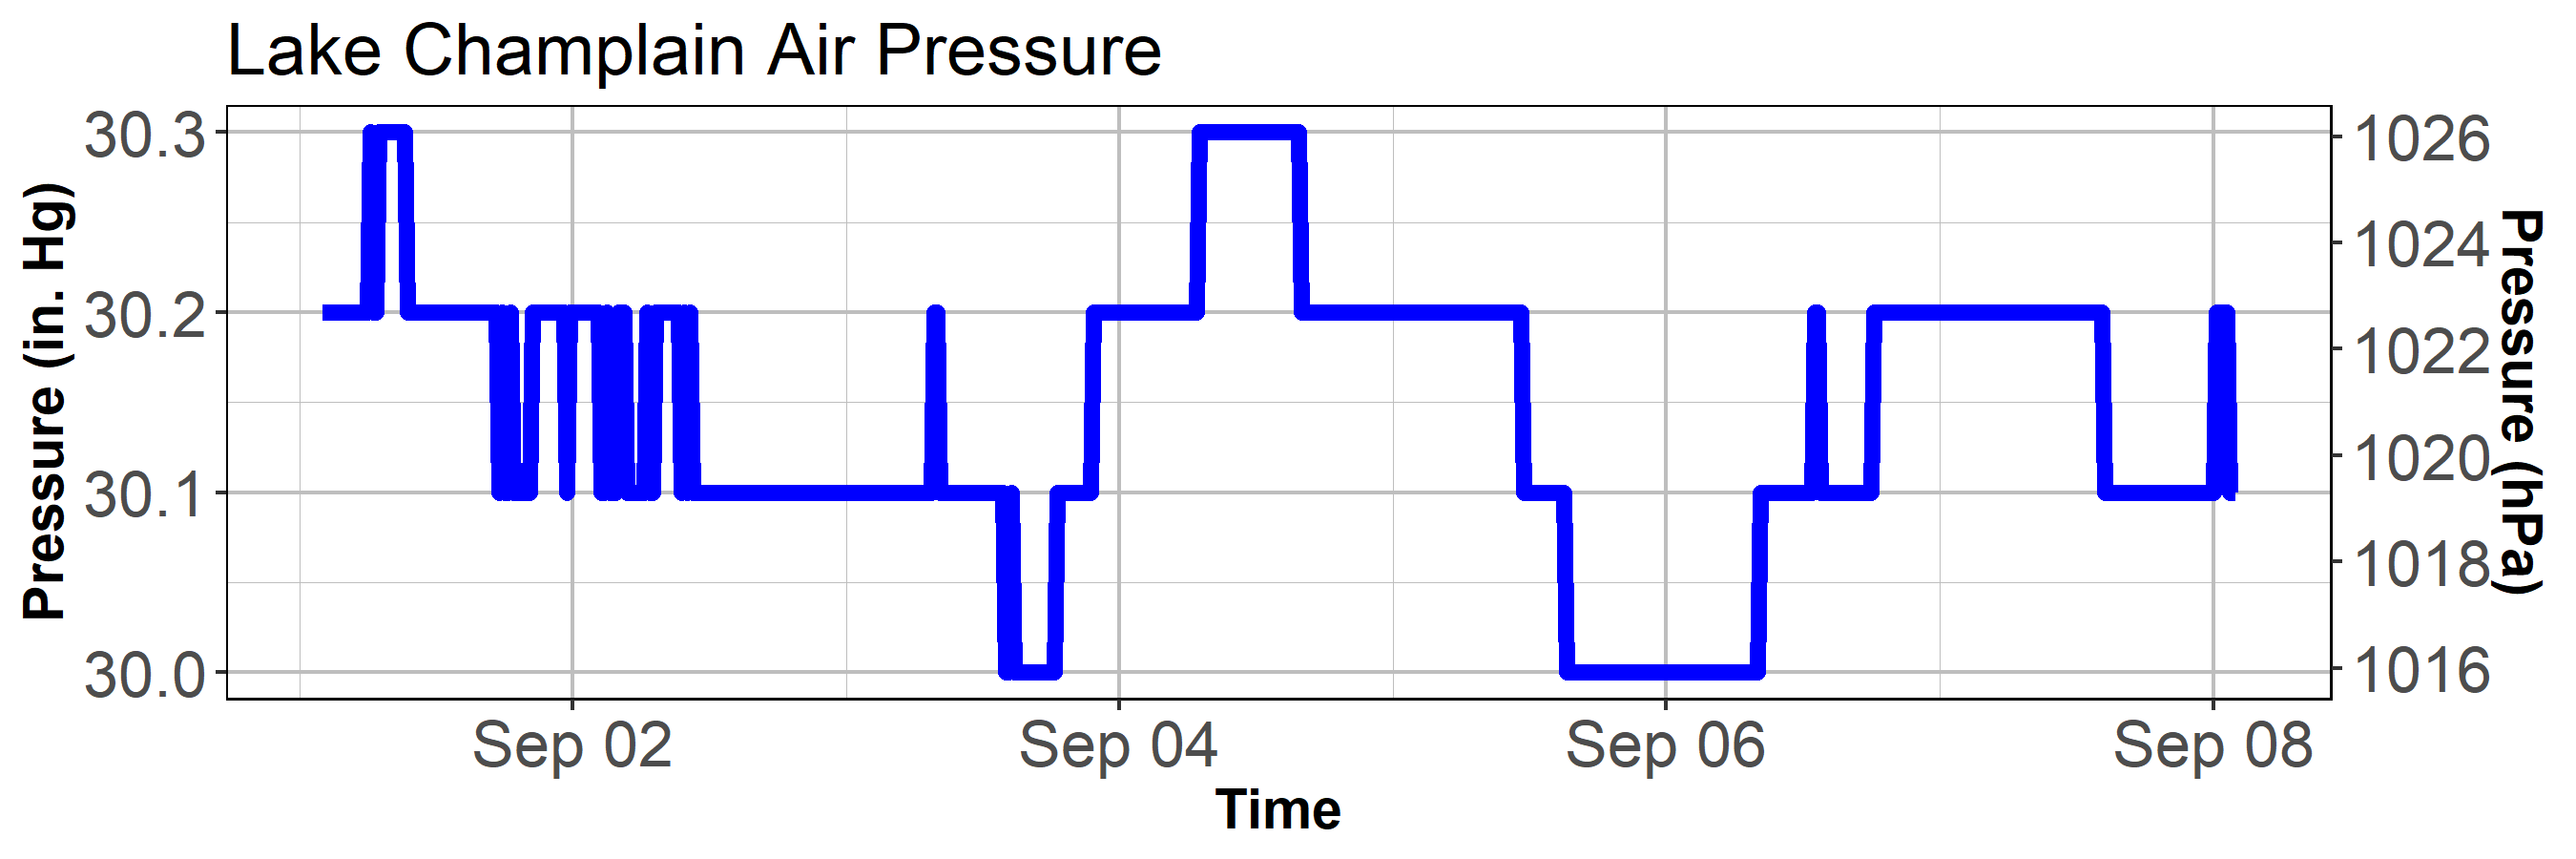 Lake Champlain Air Pressure
Pressure (in. Hg)
30.3
30.2
30.1
30.0
1026
1024
1022
1020
1018
1016
Pressure (hPa)
Sep 02 Sep 04 Sep 06 Sep 08
Time